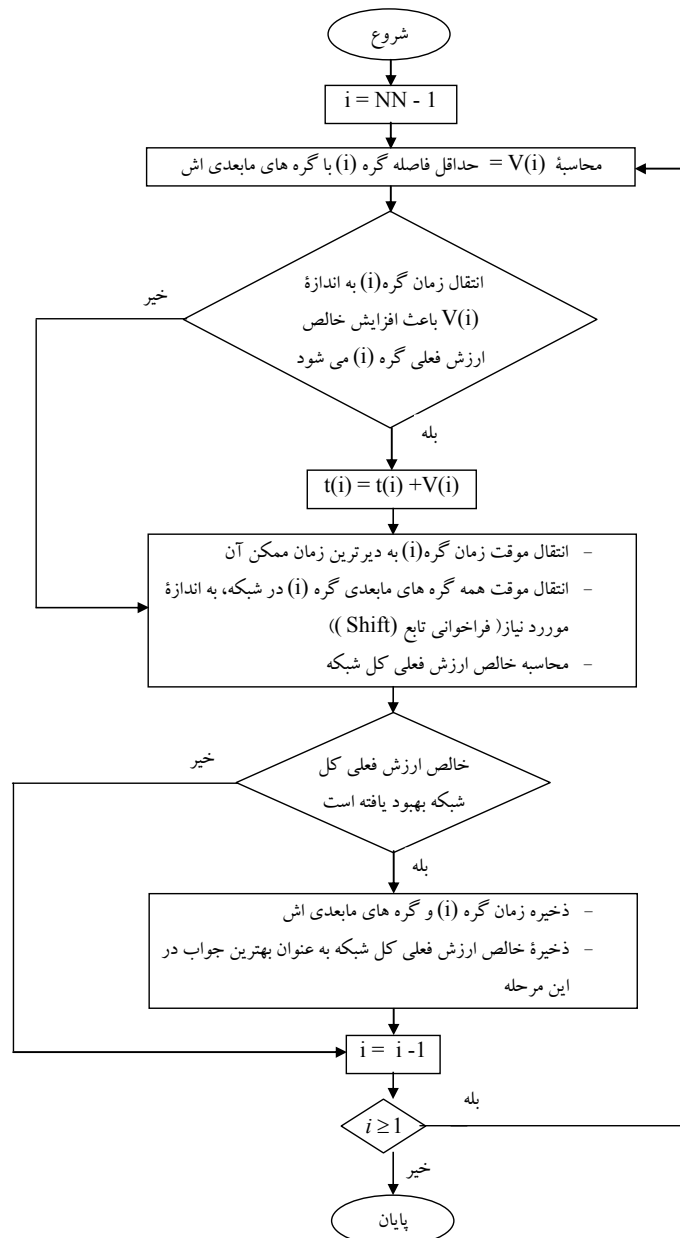 شروع
i = NN - 1
محاسبۀ V(i) = حداقل فاصله گره (i) با گره های مابعدی اش
انتقال زمان گره(i) به اندازۀ
V(i) باعث افزایش خالص
ارزش فعلی گره (i) می شود
خیر
بله
t(i) = t(i) +V(i)
- انتقال موقت زمان گره(i) به دیرترین زمان ممکن آن
- انتقال موقت همه گره های مابعدی گره (i) در شبکه، به اندازۀ
موررد نیاز( فراخوانی تابع (Shift ))
- محاسبه خالص ارزش فعلی کل شبکه
خالص ارزش فعلی کل
شبکه بهبود یافته است
خیر
بله
- ذخیره زمان گره (i) و گره های مابعدی اش
- ذخیرۀ خالص ارزش فعلی کل شبکه به عنوان بهترین جواب در
این مرحله
i = i -1
i ≥ 1
بله
خیر
پایان